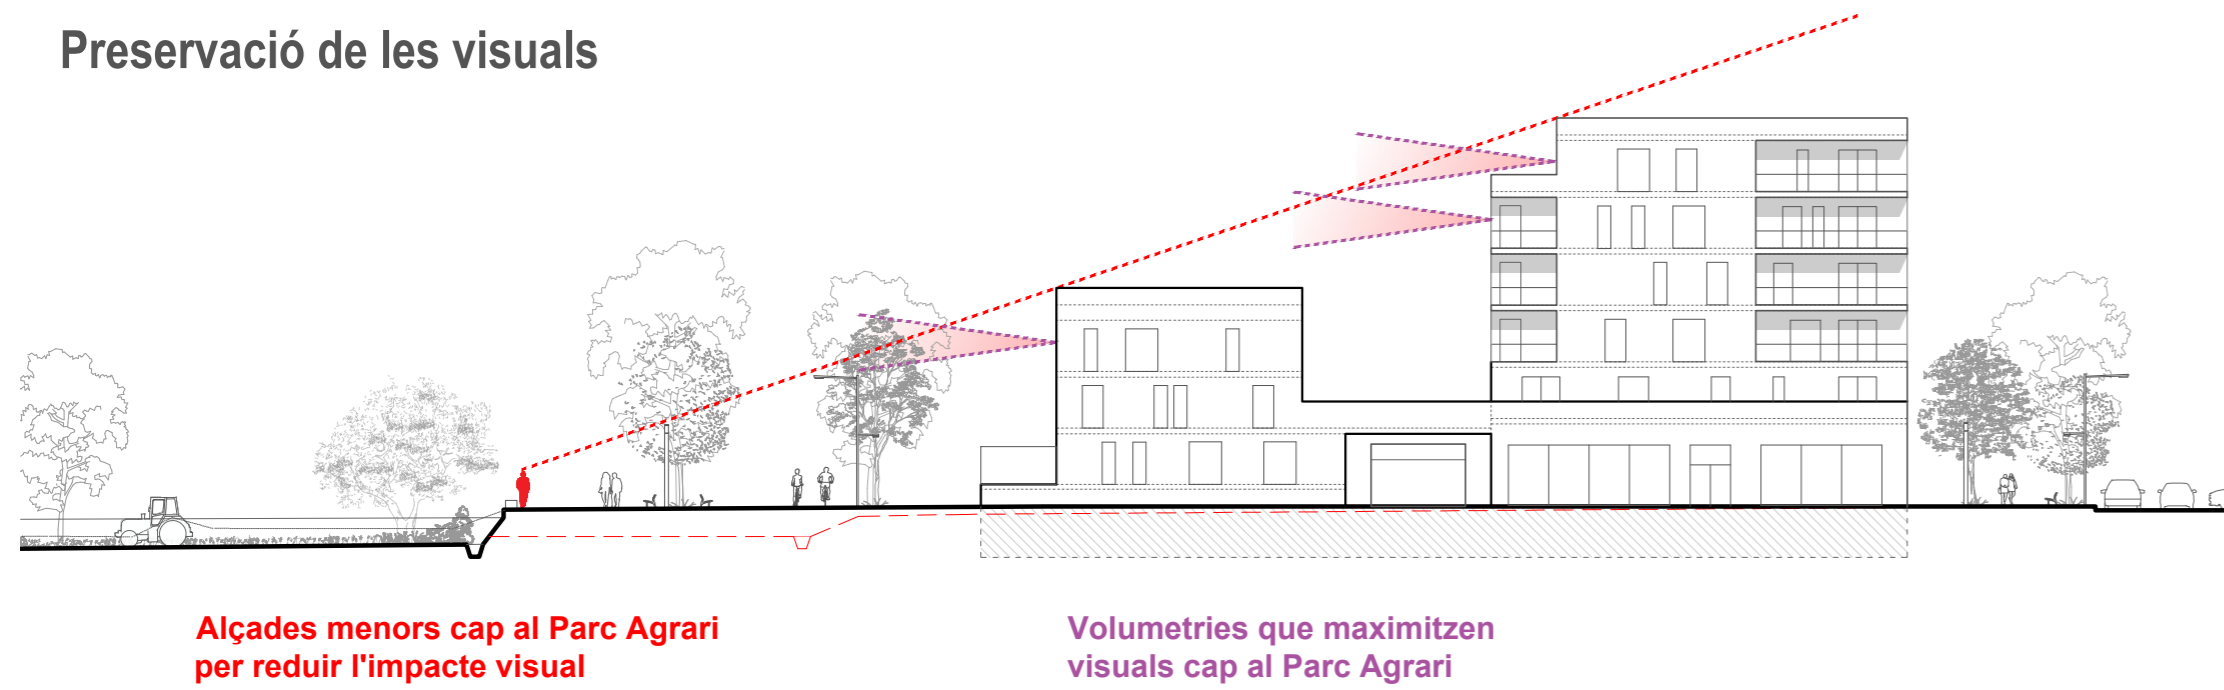 Preservació de les visuals
Alçades menors cap al Parc Agrari
per reduir l'impacte visual
Volumetries que maximitzen
visuals cap al Parc Agrari